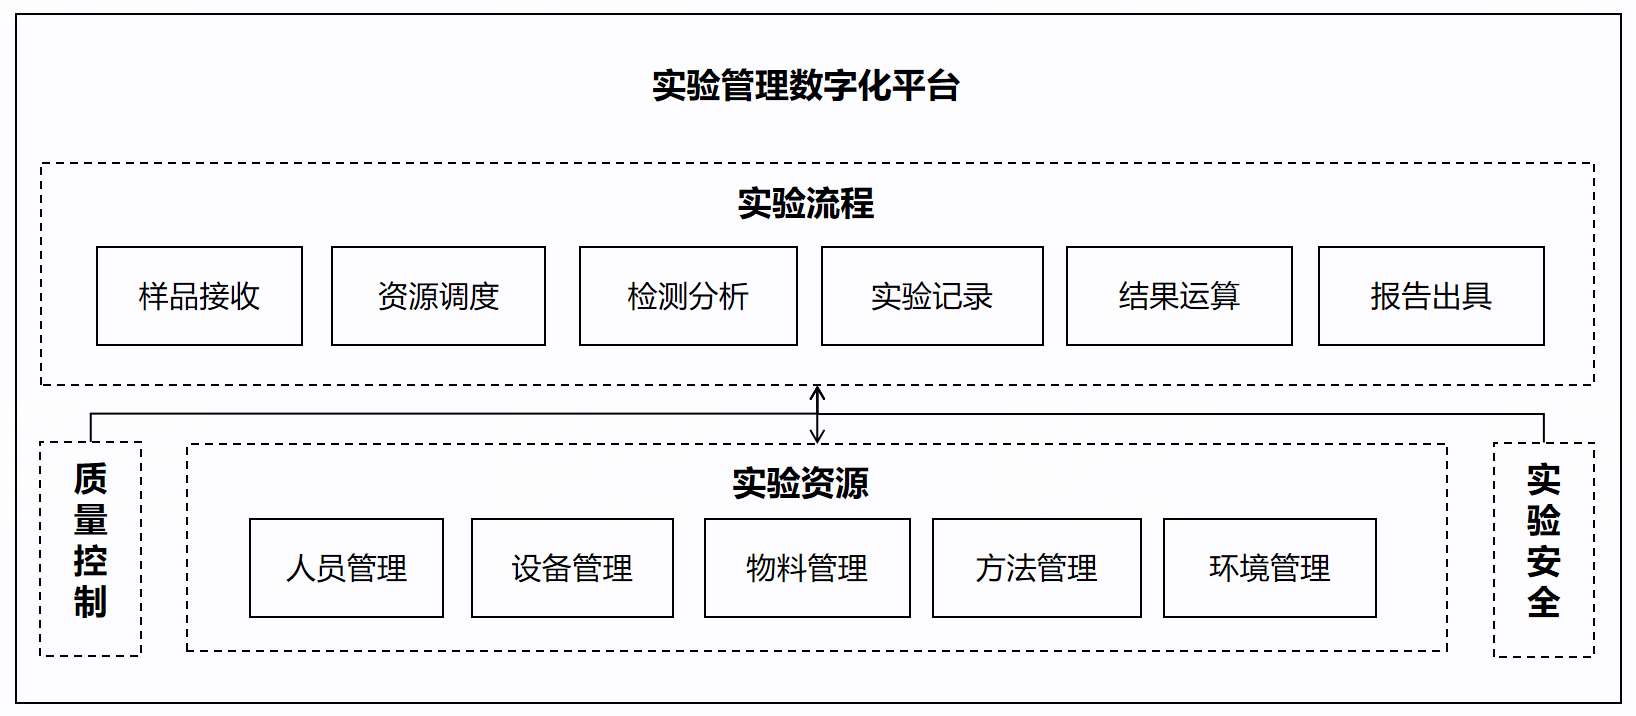 实验管理数字化平台
实验流程
样品接收
资源调度
检测分析
实验记录
结果运算
报告出具
质量控制
实验资源
人员管理
设备管理
物料管理
方法管理
环境管理
实验安全